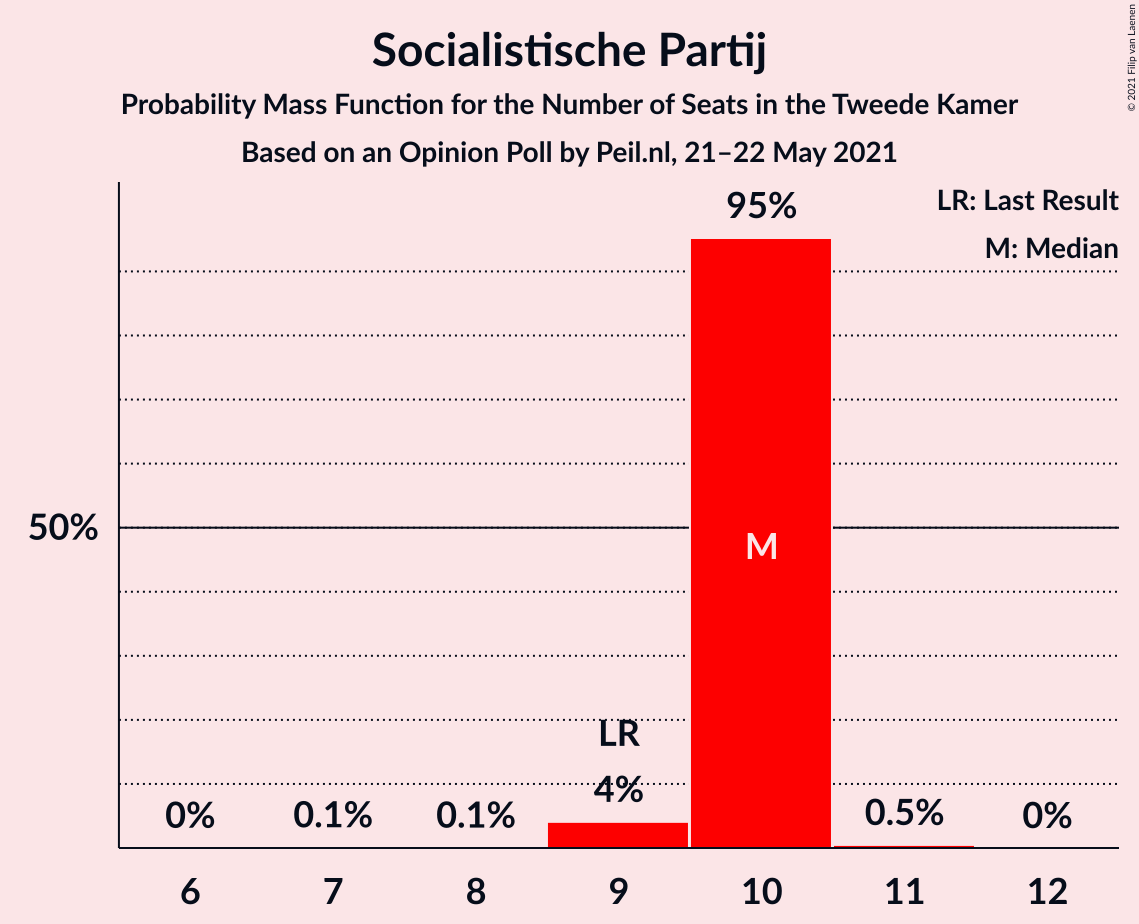 Socialistische Partij
Probability Mass Function for the Number of Seats in the Tweede Kamer
Based on an Opinion Poll by Peil.nl, 21–22 May 2021
© 2021 Filip van Laenen
LR: Last Result
M: Median
95%
50%
M
LR
4%
0%
0.1%
0.1%
0.5%
0%
6
7
8
9
10
11
12